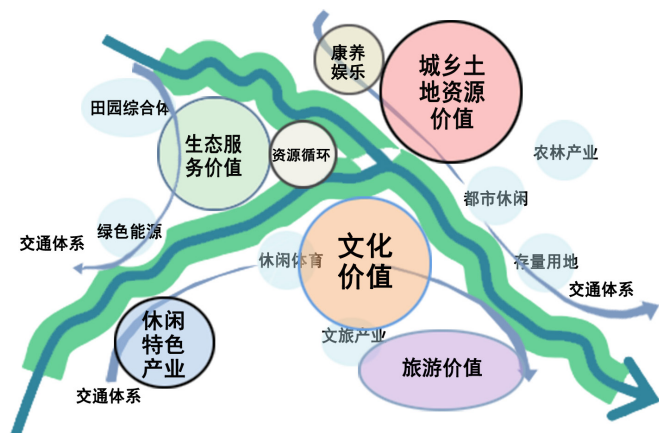 康养
娱乐
城乡土
地资源
价值
田园综合体
生态服
务价值
资源循环
农林产业
都市休闲
绿色能源
交通体系
休闲体育
文化
价值
存量用地
交通体系
休闲
特色
产业
文旅产业
旅游价值
交通体系